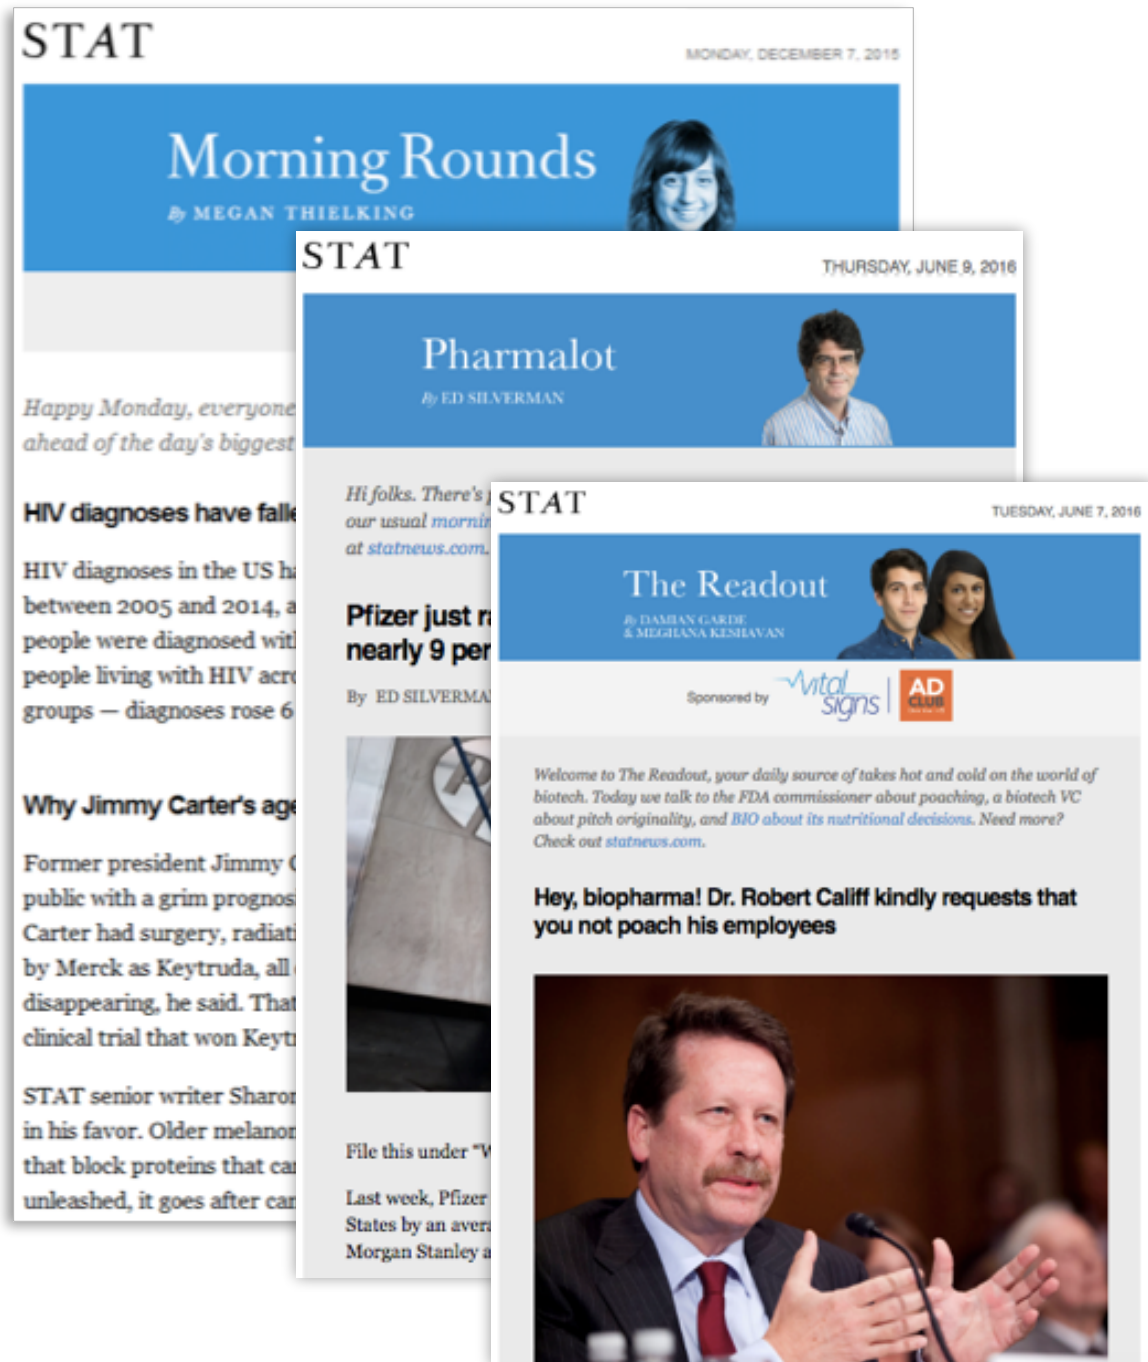 STAT
MONDAY, DECEMBER 7, 2015
Morning Rounds
By MEGAN THIELKING
Happy Monday, everyone
ahead of the day's biggest
HIV diagnoses have falle
HIV diagnoses in the US ha
between 2005 and 2014, a
people were diagnosed with
people living with HIV acro
groups — diagnoses rose 6
Why Jimmy Carter's age
Former president Jimmy C
public with a grim prognosi
Carter had surgery, radiati
by Merck as Keytruda, all
disappearing, he said. That
clinical trial that won Keytr
STAT senior writer Sharon
in his favor. Older melanor
that block proteins that can
unleashed, it goes after can
STAT
THURSDAY, JUNE 9, 2016
Pharmalot
By ED SILVERMAN
Hi folks. There's
our usual mornin
at statnews.com.
Pfizer just ra
nearly 9 per
By ED SILVERMA
P
File this under "W
Last week, Pfizer
States by an avera
Morgan Stanley a
STAT
TUESDAY, JUNE 7, 2016
The Readout
By DAMIAN GARDE
& MEGHANA KESHAVAN
Sponsored by
Vital
signs
AD
CLUB
Welcome to The Readout, your daily source of takes hot and cold on the world of
biotech. Today we talk to the FDA commissioner about poaching, a biotech VC
about pitch originality, and BIO about its nutritional decisions. Need more?
Check out statnews.com.
Hey, biopharma! Dr. Robert Califf kindly requests that
you not poach his employees